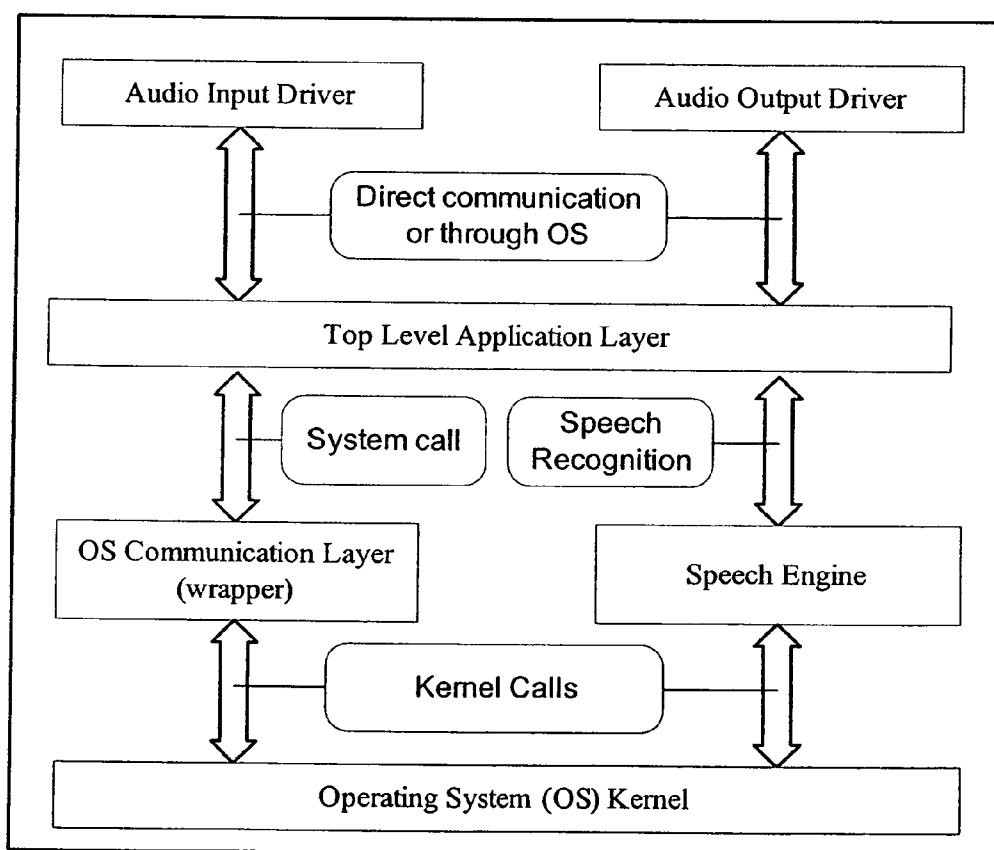 Audio Input Driver
Audio Output Driver
Direct communication
or through OS
Top Level Application Layer
System call
Speech
Recognition
OS Communication Layer
(wrapper)
Speech Engine
Kernel Calls
Operating System (OS) Kernel